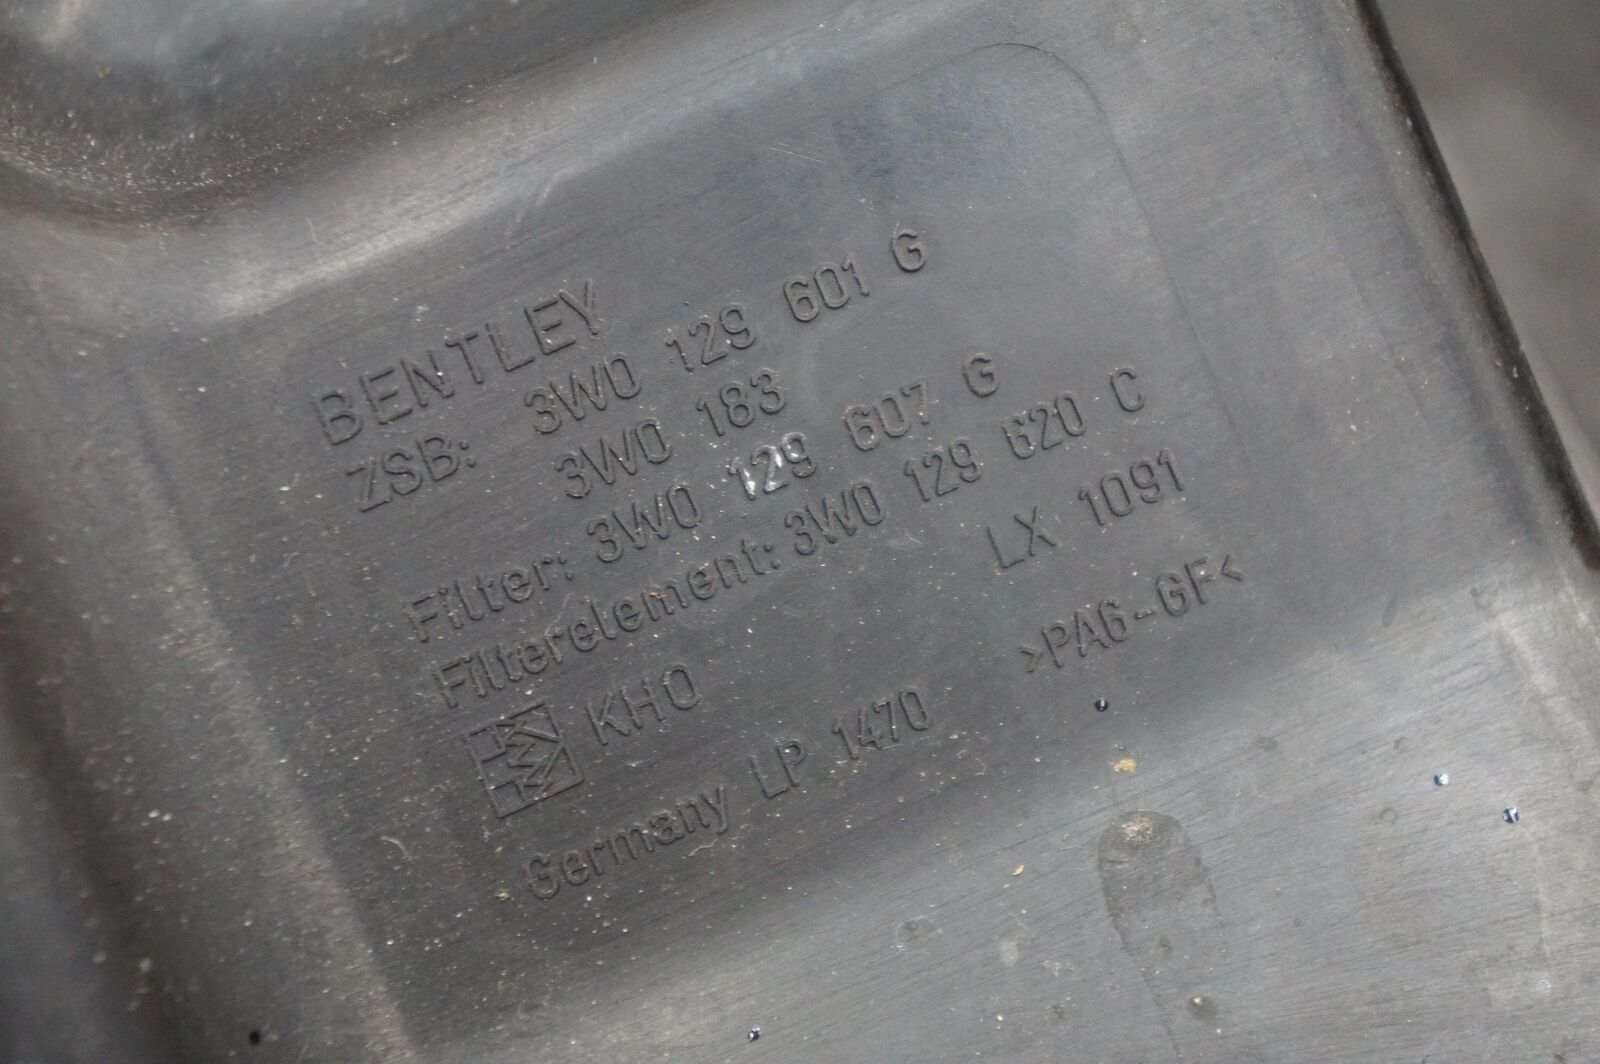 BENTLEY
ZSB: 3W0 129 601 G
3W0 183
Filter: 3W0 129 607 G
Filterelement: 3W0 129 620 C
LX 1091
KHO
>PA6-GF<
Germany LP 1470